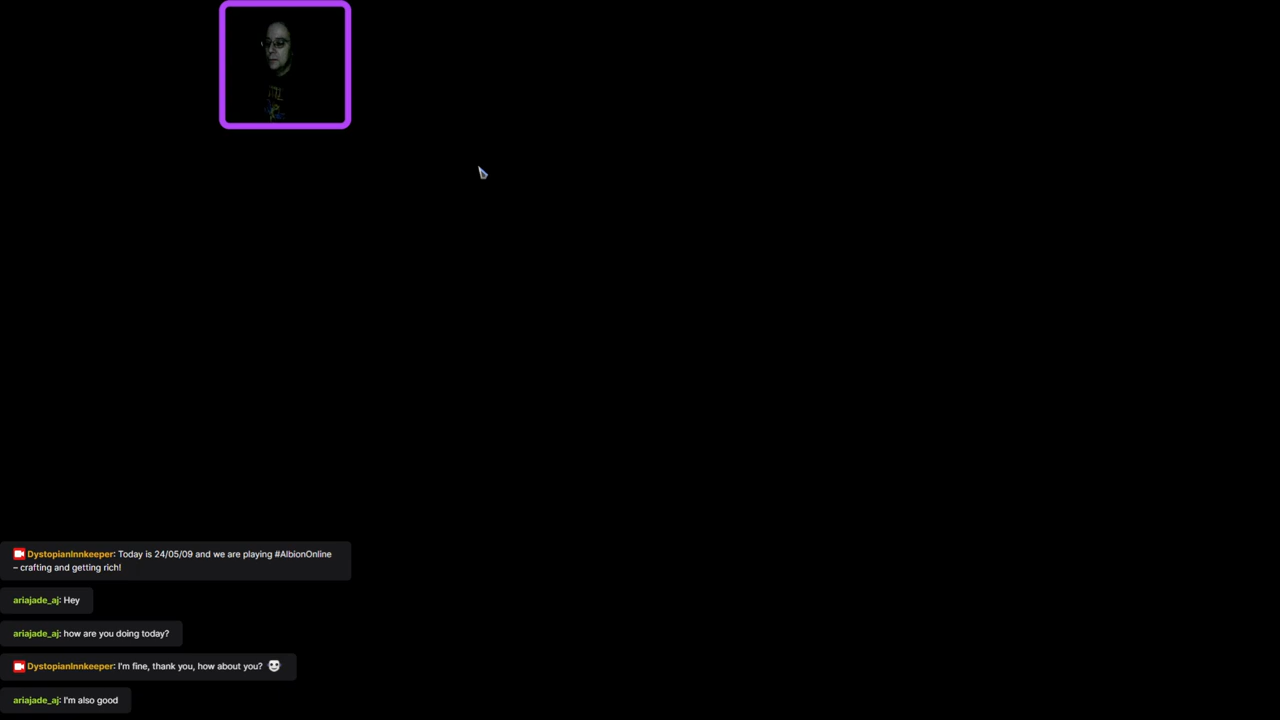 DystopianInnkeeper: Today is 24/05/09 and we are playing #AlbionOnline
– crafting and getting rich!
ariajade_aj: Hey
ariajade_aj: how are you doing today?
DystopianInnkeeper: I'm fine, thank you, how about you?
ariajade_aj: I'm also good